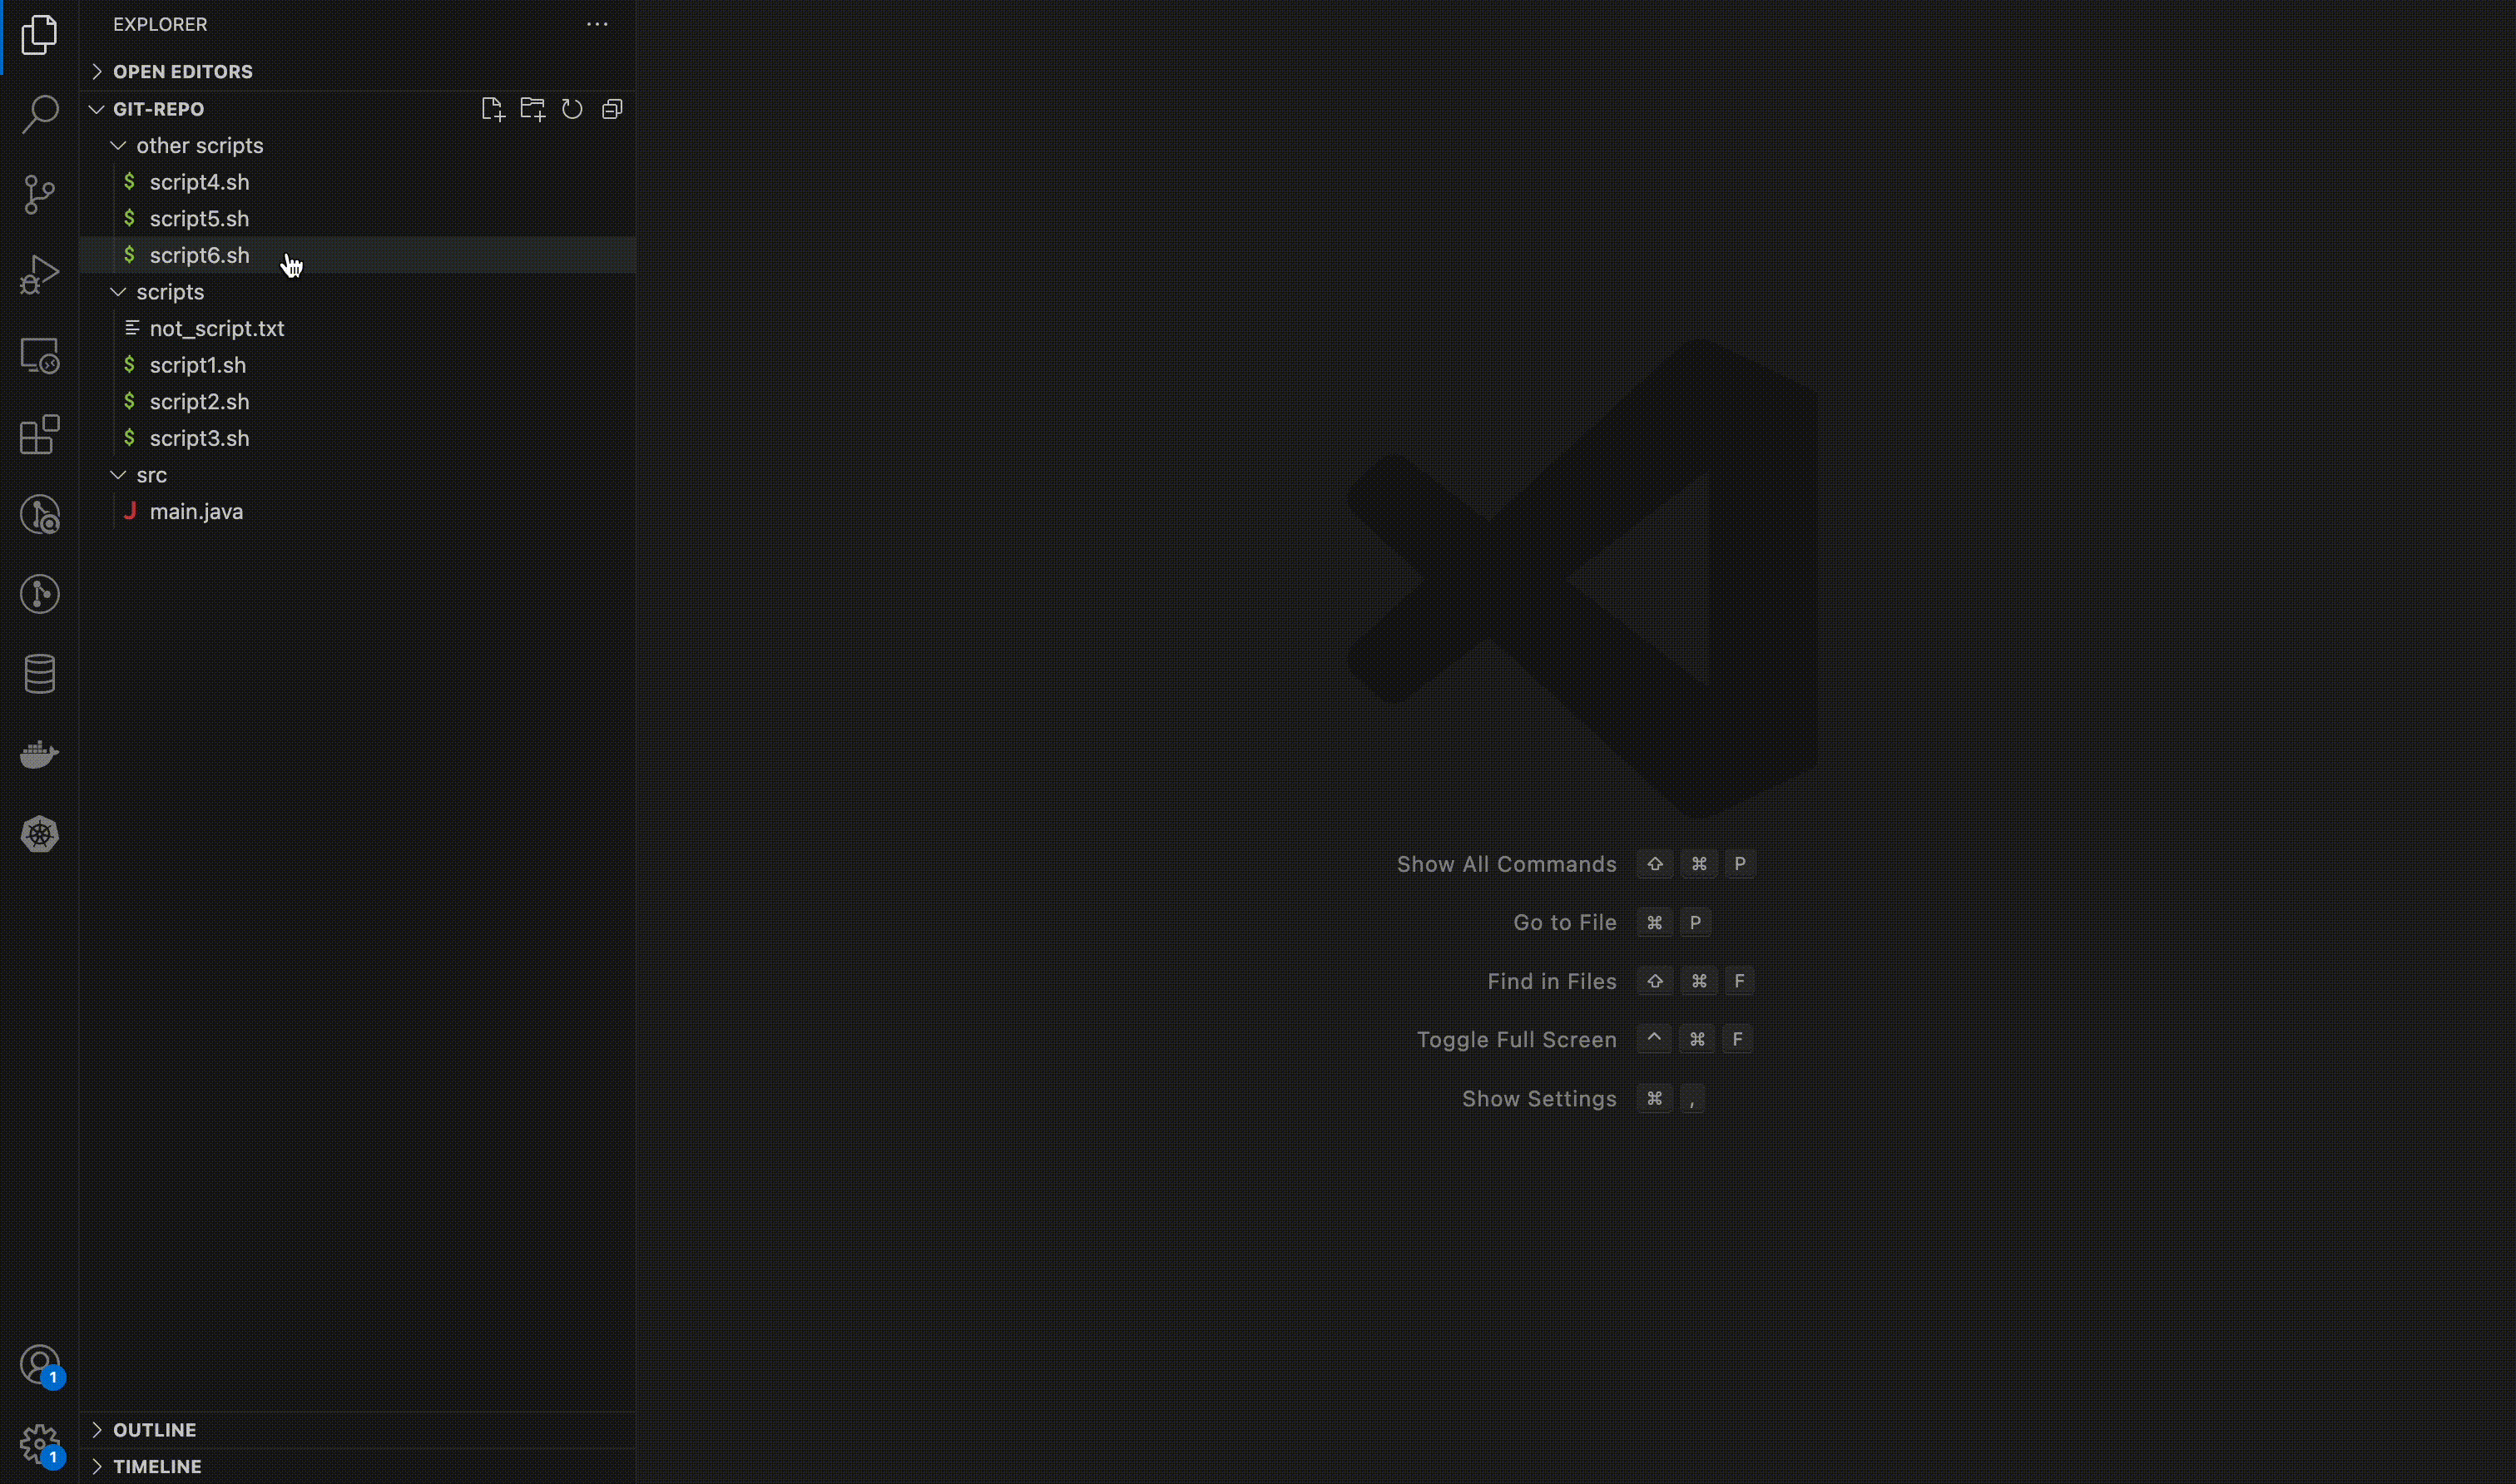 EXPLORER
OPEN EDITORS
GIT-REPO
other scripts
$ script4.sh
$ script5.sh
$ script6.sh
scripts
not_script.txt
$ script1.sh
$ script2.sh
$ script3.sh
src
J main.java
OUTLINE
TIMELINE
1
1
Show All Commands ⇧ ⌘ P
Go to File ⌘ P
Find in Files ⇧ ⌘ F
Toggle Full Screen ^ ⌘ F
Show Settings ⌘ ,